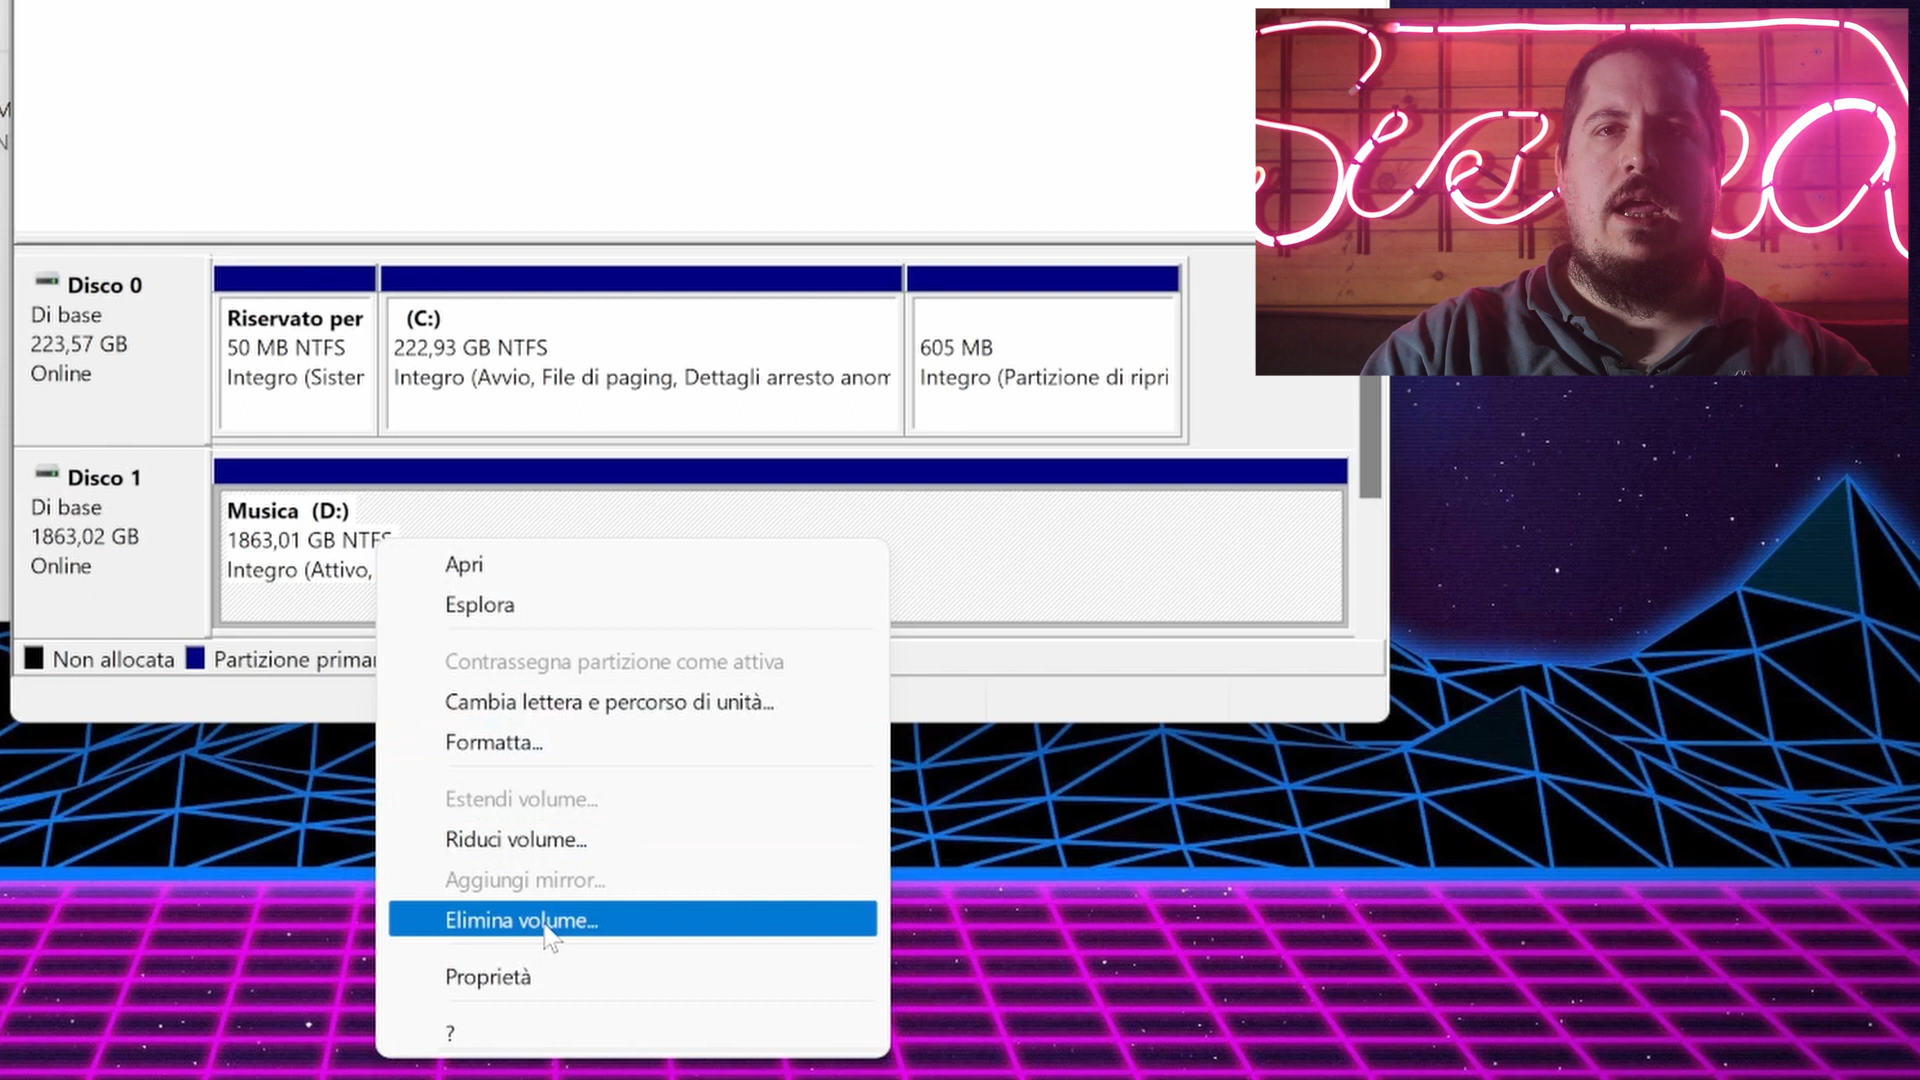 Disco 0
Di base
223,57 GB
Online
Riservato per
50 MB NTFS
Integro (Sister
(C:)
222,93 GB NTFS
Integro (Avvio, File di paging, Dettagli arresto anom
605 MB
Integro (Partizione di ripri
Disco 1
Di base
1863,02 GB
Online
Musica (D:)
1863,01 GB NTFS
Integro (Attivo,
Non allocata
Partizione primar
Apri
Esplora
Contrassegna partizione come attiva
Cambia lettera e percorso di unità...
Formatta...
Estendi volume...
Riduci volume...
Aggiungi mirror...
Elimina volume...
Proprietà
?